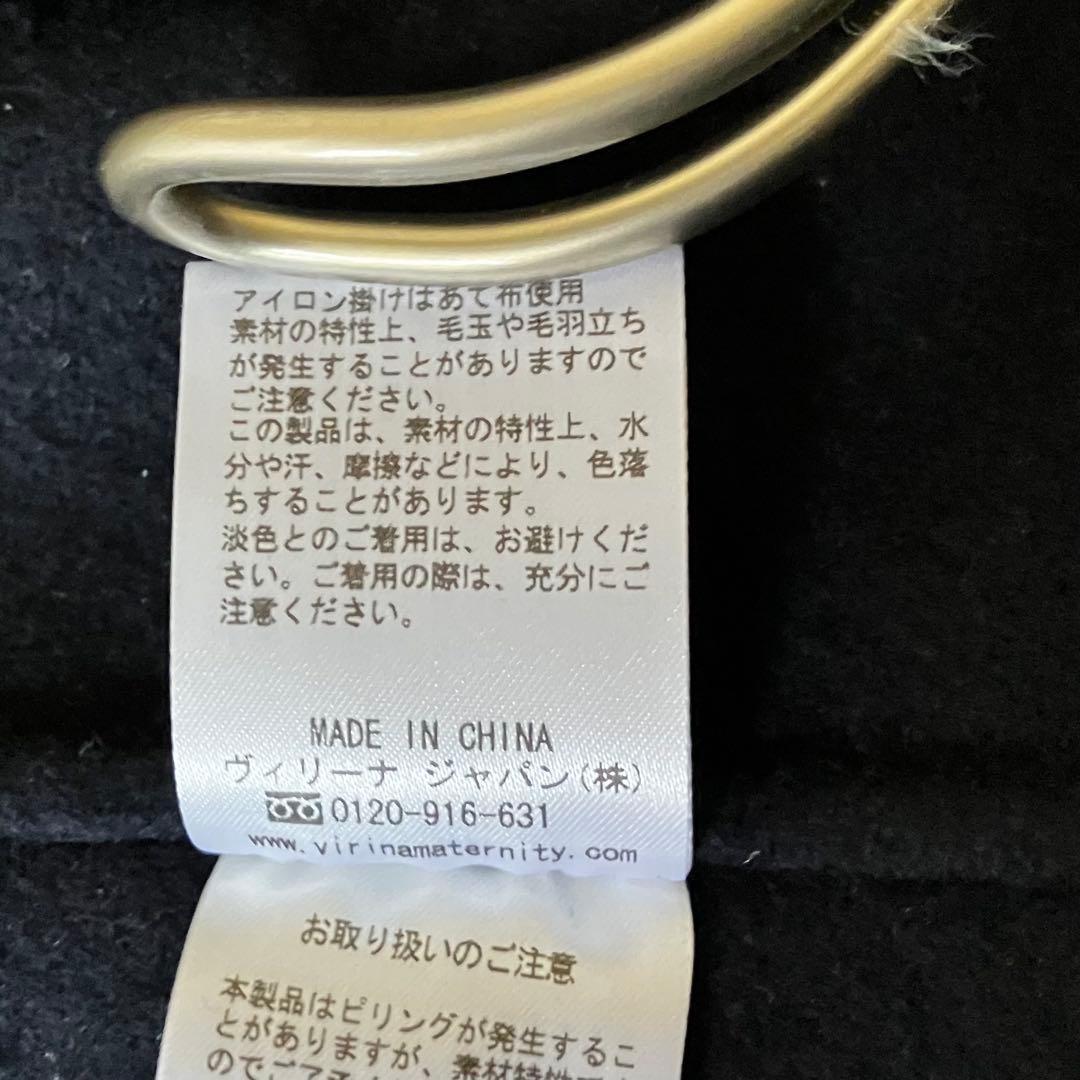 アイロン掛けはあて布使用
素材の特性上、毛玉や毛羽立ち
が発生することがありますので
ご注意ください。
この製品は、素材の特性上、水
分や汗、摩擦などにより、色落
ちすることがあります。
淡色とのご着用は、お避けくだ
さい。ご着用の際は、充分にご
注意ください。
MADE IN CHINA
ヴィリーナ ジャパン(株)
0120-916-631
www.virinamaternity.com
お取り扱いのご注意
本製品はピリングが発生するこ
とがありますが、素材特性
のでご了承